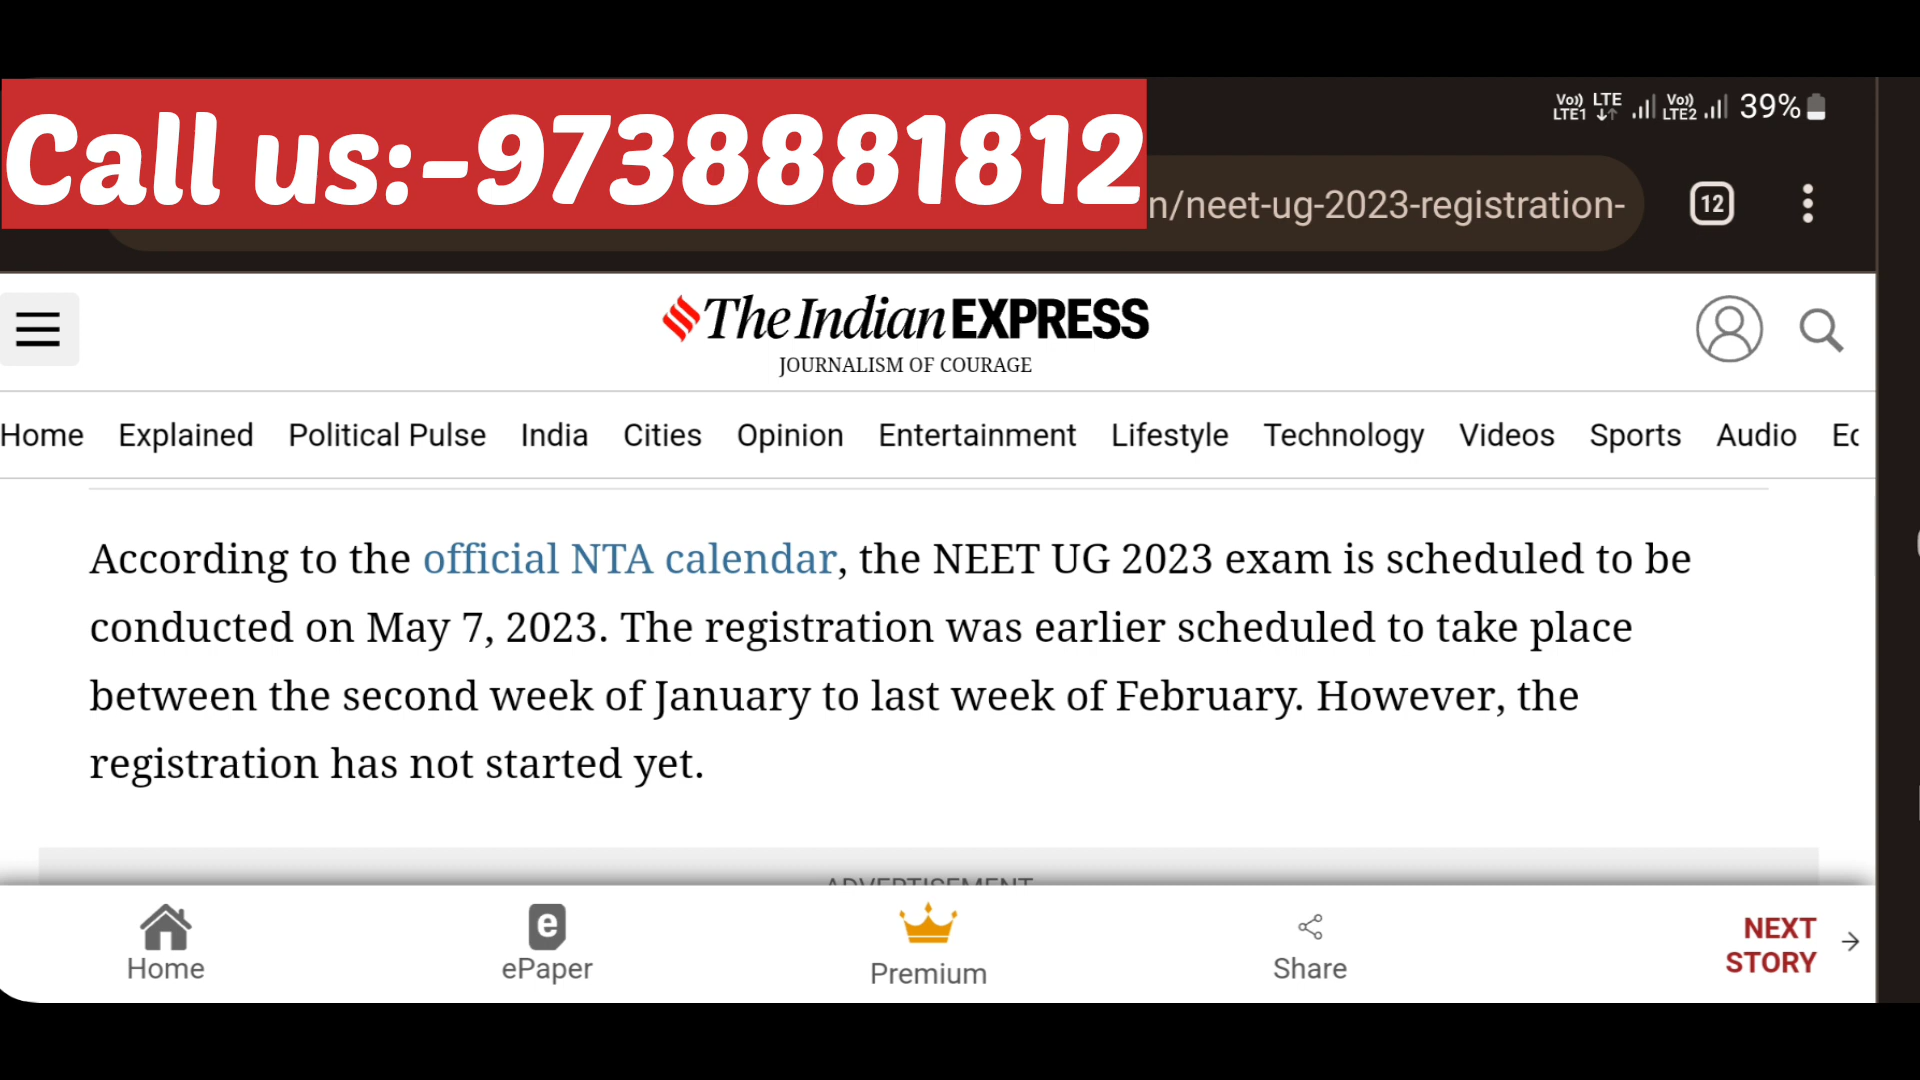 Call us:-9738881812
Vo)) LTE1 LTE Vo)) LTE2 39%
n/neet-ug-2023-registration-
12
The Indian EXPRESS
JOURNALISM OF COURAGE
Home Explained Political Pulse India Cities Opinion Entertainment Lifestyle Technology Videos Sports Audio
According to the official NTA calendar, the NEET UG 2023 exam is scheduled to be
conducted on May 7, 2023. The registration was earlier scheduled to take place
between the second week of January to last week of February. However, the
registration has not started yet.
ADVERTISEMENT
Home ePaper Premium Share NEXT
STORY